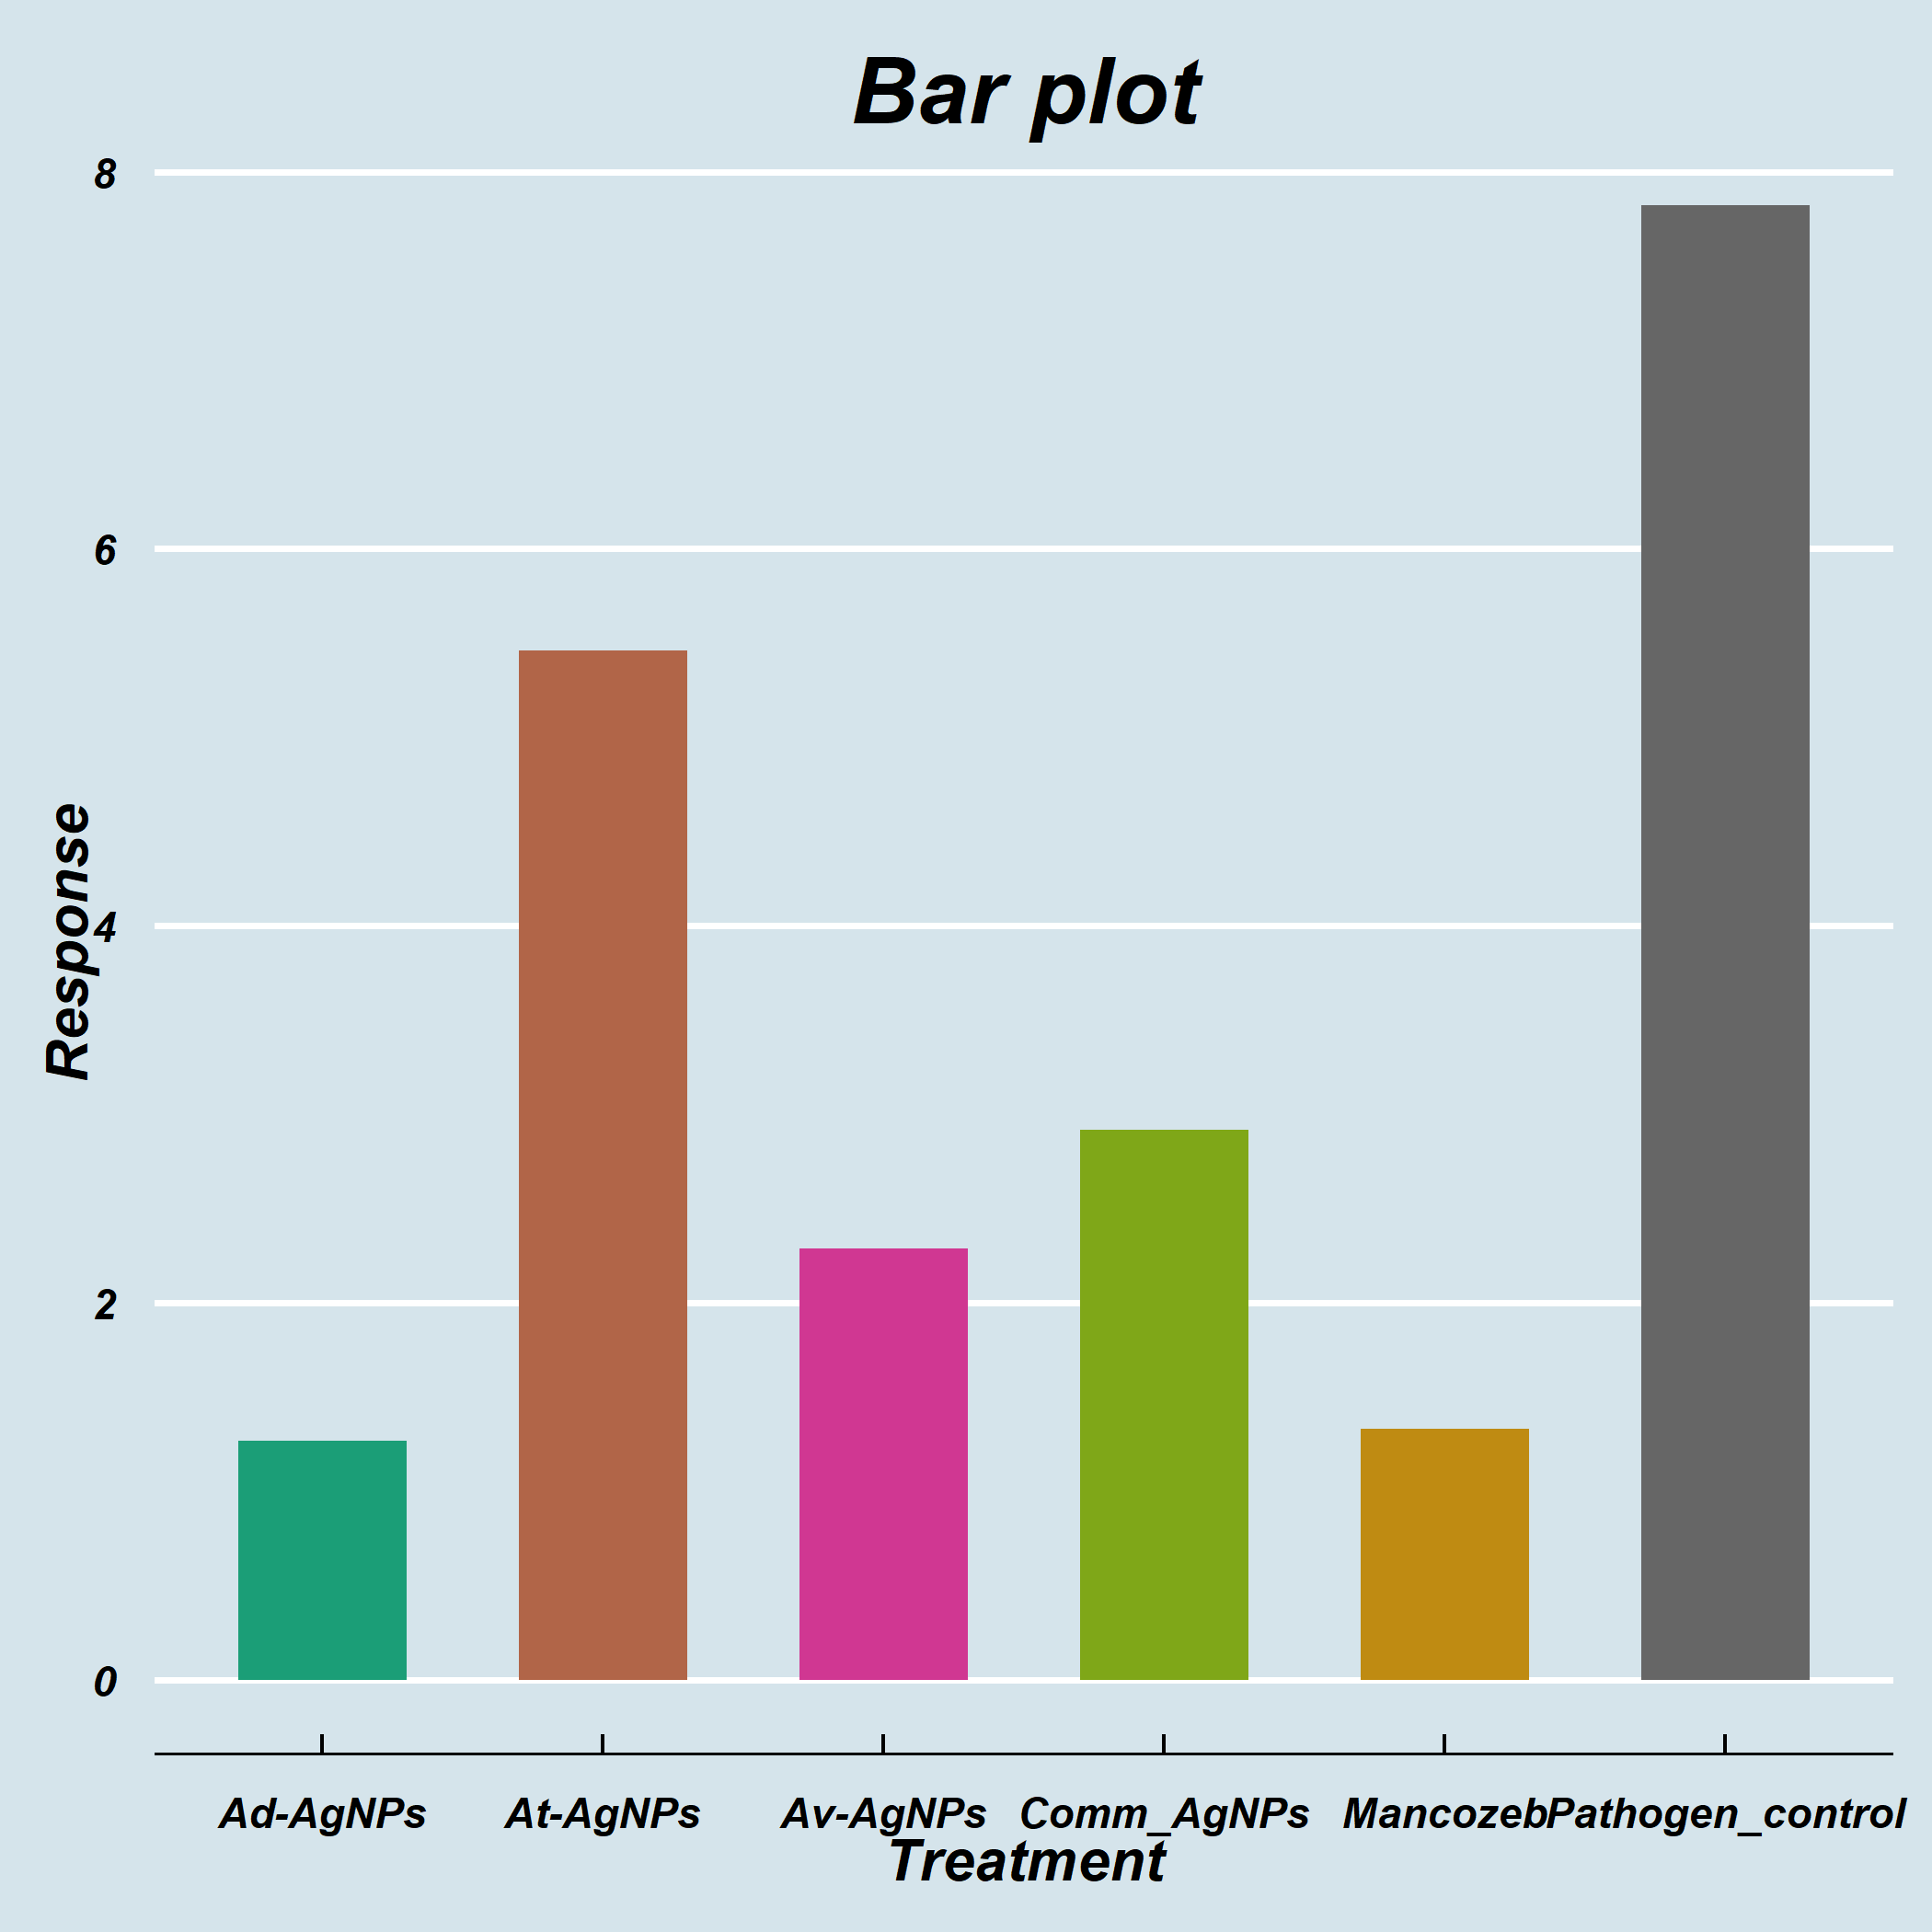 Bar plot
8
6
4
2
0
Response
Ad-AgNPs At-AgNPs Av-AgNPs Comm_AgNPs Mancozeb Pathogen_control
Treatment